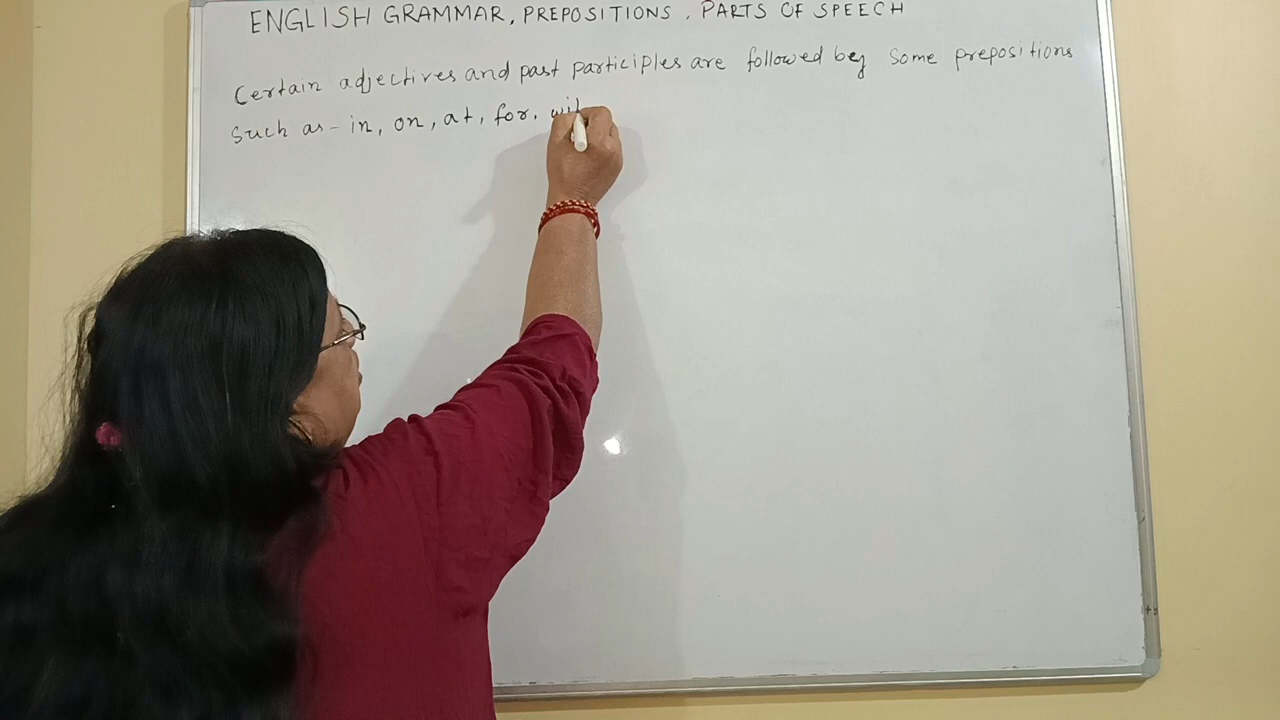 ENGLISH GRAMMAR, PREPOSITIONS, PARTS OF SPEECH
Certain adjectives and past participles are followed by some prepositions
Such as - in, on, at, for,